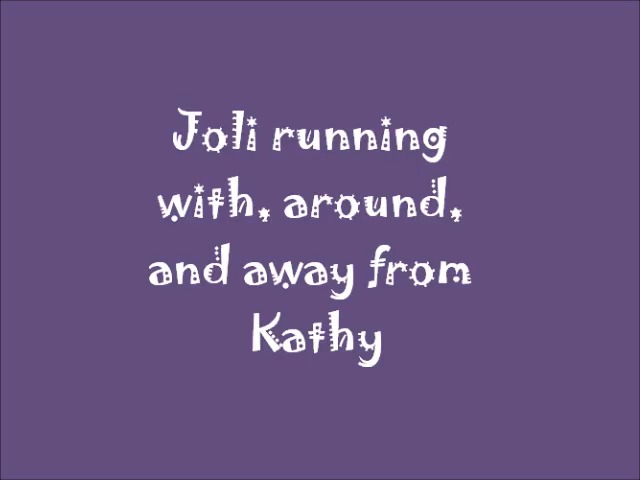 Joli running
with, around,
and away from
Kathy